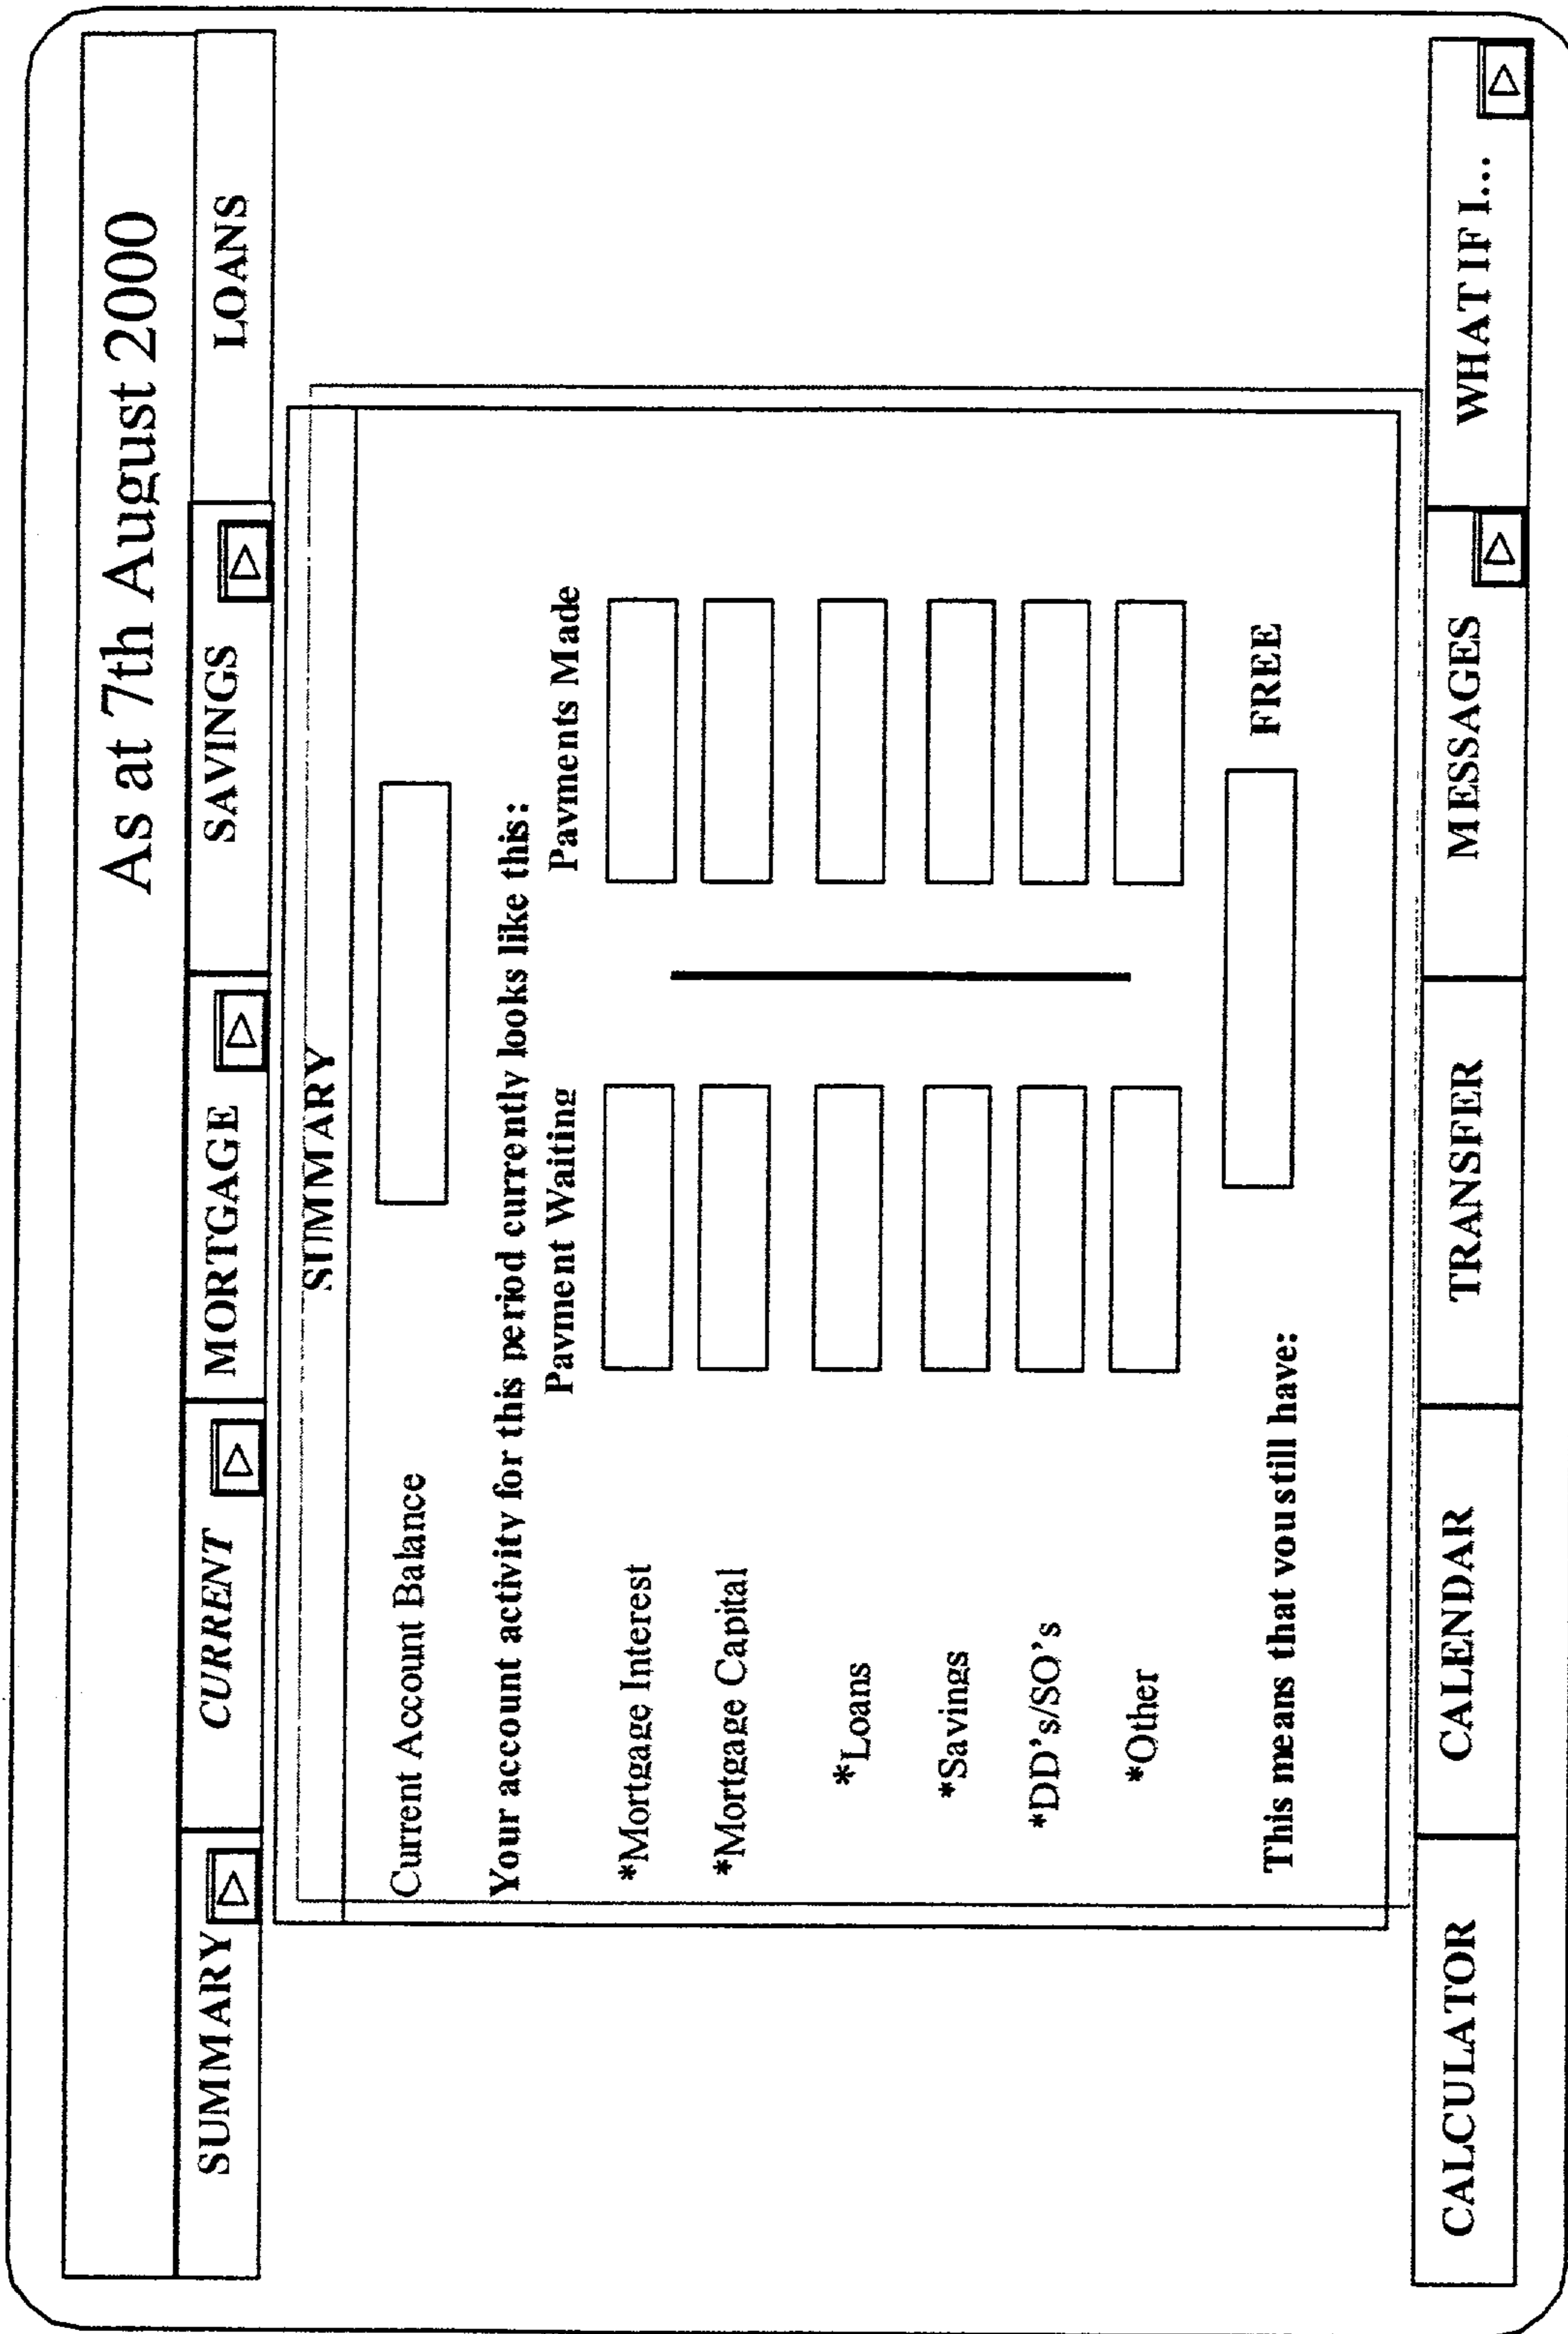 As at 7th August 2000
SUMMARY CURRENT MORTGAGE SAVINGS LOANS
SUMMARY
Current Account Balance
Your account activity for this period currently looks like this:
Payment Waiting Payments Made
*Mortgage Interest
*Mortgage Capital
*Loans
*Savings
*DD's/SO's
*Other
This means that you still have: FREE
CALCULATOR CALENDAR TRANSFER MESSAGES WHAT IF I...